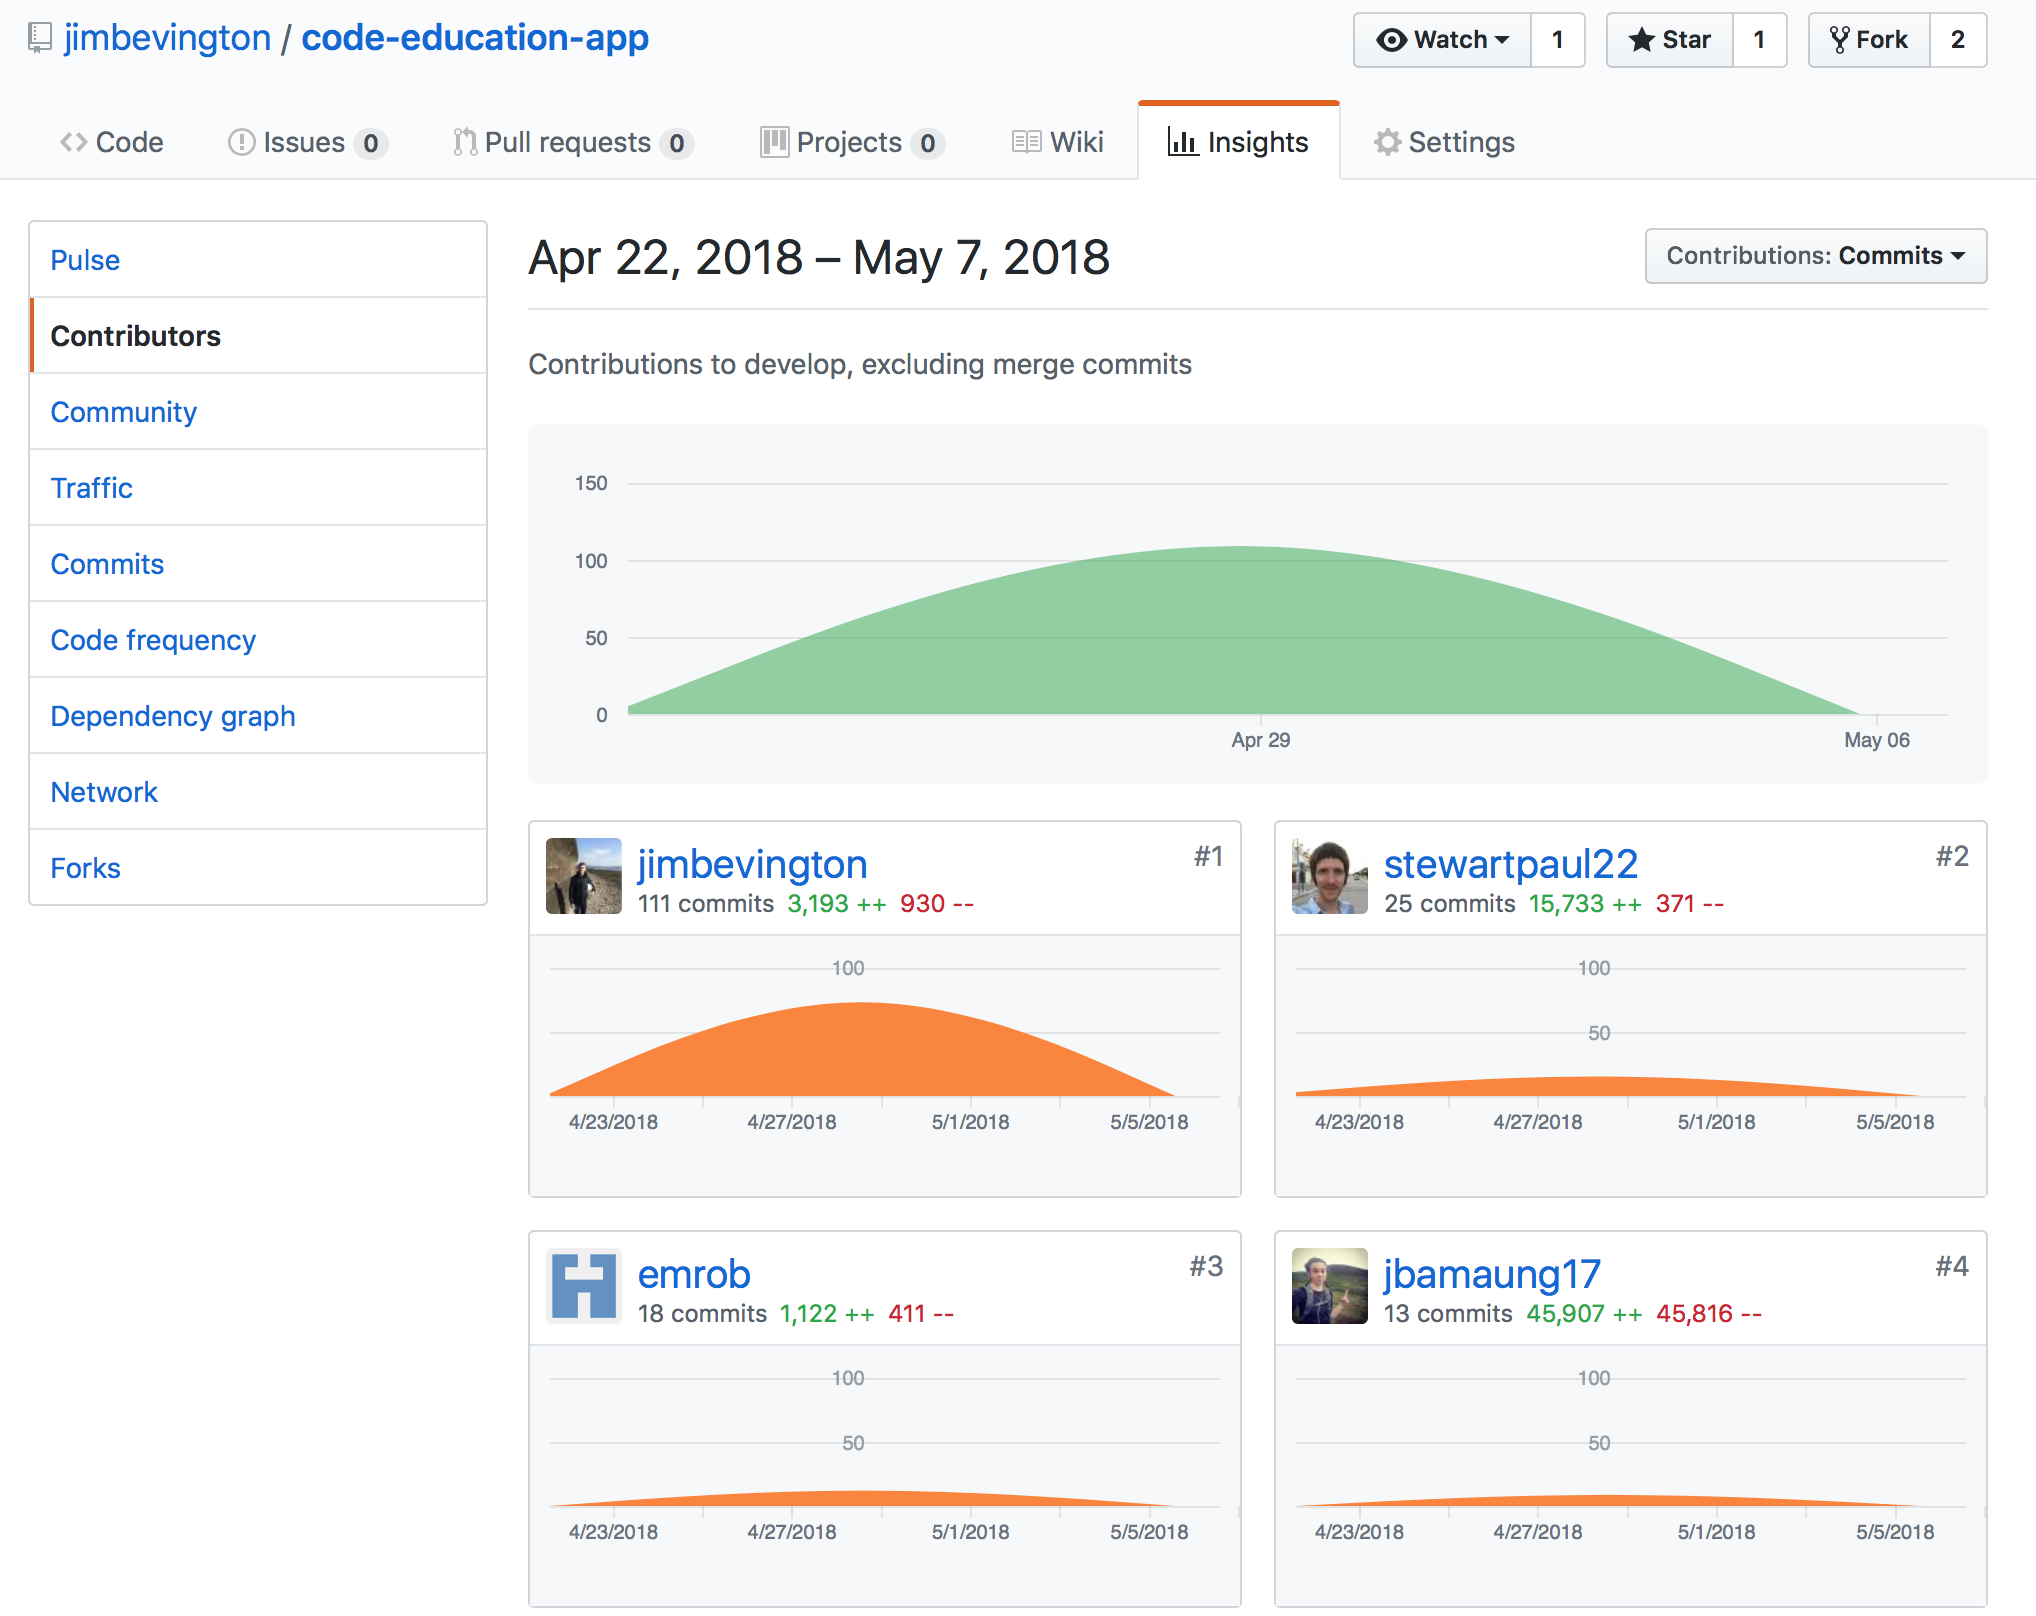 jimbevington / code-education-app
Watch 1
Star 1
Fork 2
Code
Issues 0
Pull requests 0
Projects 0
Wiki
Insights
Settings
Pulse
Contributors
Community
Traffic
Commits
Code frequency
Dependency graph
Network
Forks
Apr 22, 2018 – May 7, 2018
Contributions: Commits
Contributions to develop, excluding merge commits
150
100
50
0
Apr 29
May 06
jimbevington
#1
111 commits 3,193 ++ 930 --
100
4/23/2018
4/27/2018
5/1/2018
5/5/2018
stewartpaul22
#2
25 commits 15,733 ++ 371 --
100
50
4/23/2018
4/27/2018
5/1/2018
5/5/2018
emrob
#3
18 commits 1,122 ++ 411 --
100
50
4/23/2018
4/27/2018
5/1/2018
5/5/2018
jbamaung17
#4
13 commits 45,907 ++ 45,816 --
100
50
4/23/2018
4/27/2018
5/1/2018
5/5/2018